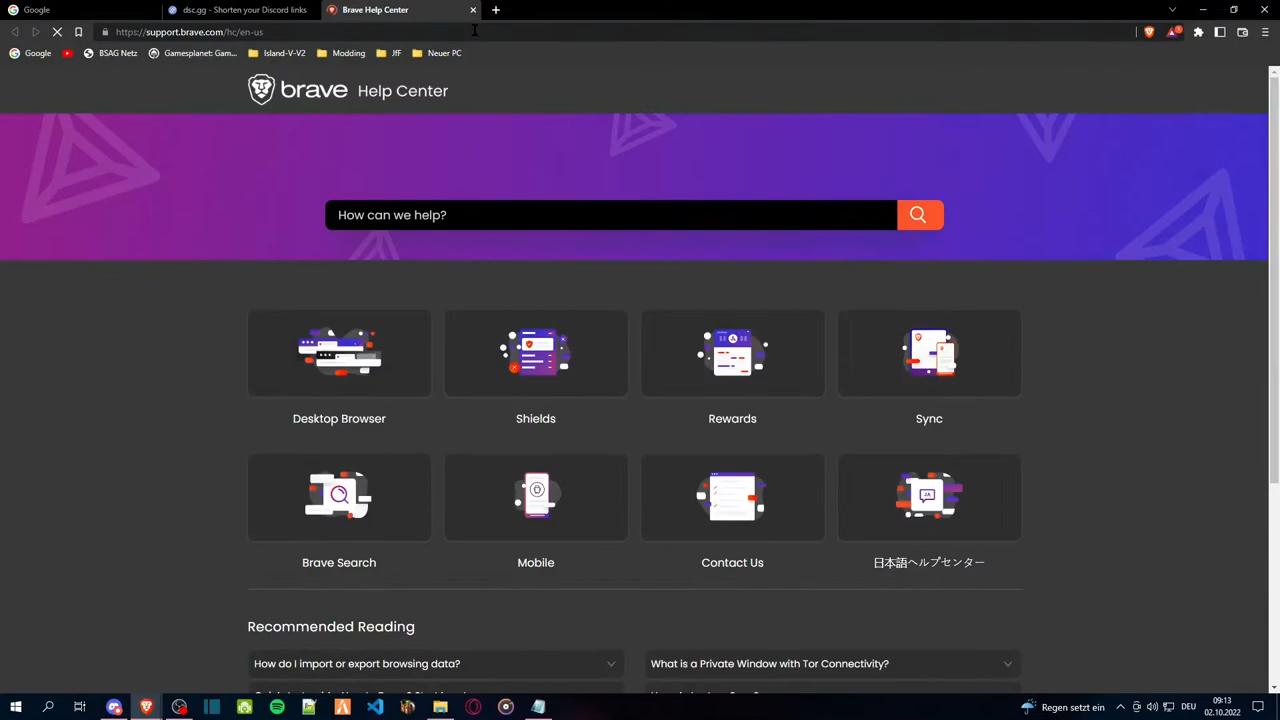 Google
dsc.gg - Shorten your Discord links
Brave Help Center
https://support.brave.com/hc/en-us
Google
BSAG Netz
Gamesplanet: Gam...
Island-V-V2
Modding
JfF
Neuer PC
brave Help Center
How can we help?
Desktop Browser
Shields
Rewards
Sync
Brave Search
Mobile
Contact Us
日本語ヘルプセンター
Recommended Reading
How do I import or export browsing data?
What is a Private Window with Tor Connectivity?
Regen setzt ein
DEU
09:13
02.10.2022